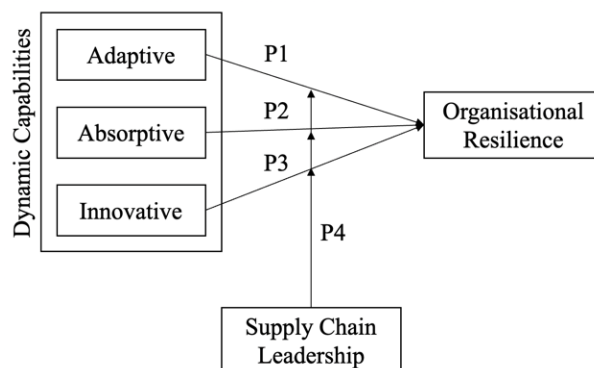 Dynamic Capabilities
Adaptive
Absorptive
Innovative
P1
P2
P3
P4
Organisational
Resilience
Supply Chain
Leadership